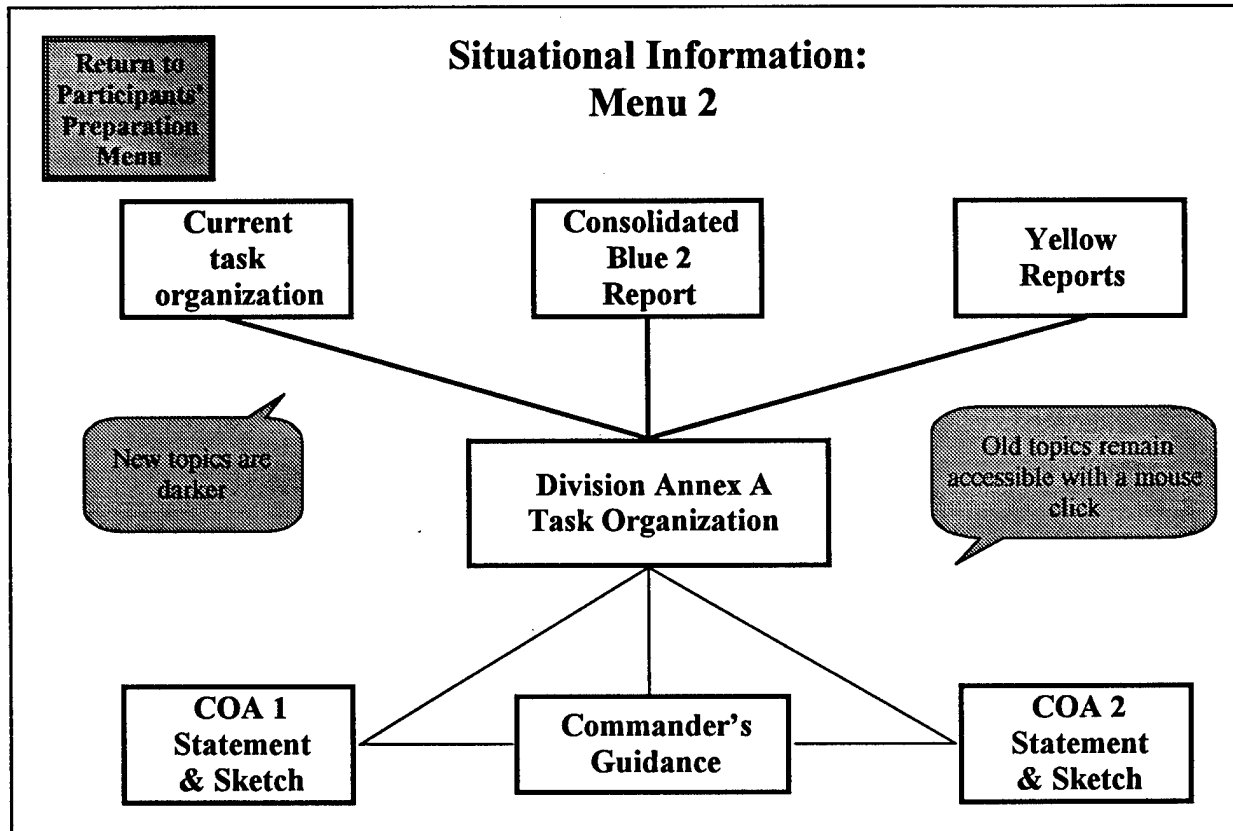 Return to
Participants'
Preparation
Menu
Situational Information:
Menu 2
Current
task
organization
Consolidated
Blue 2
Report
Yellow
Reports
New topics are
darker
Division Annex A
Task Organization
Old topics remain
accessible with a mouse
click
COA 1
Statement
& Sketch
Commander's
Guidance
COA 2
Statement
& Sketch